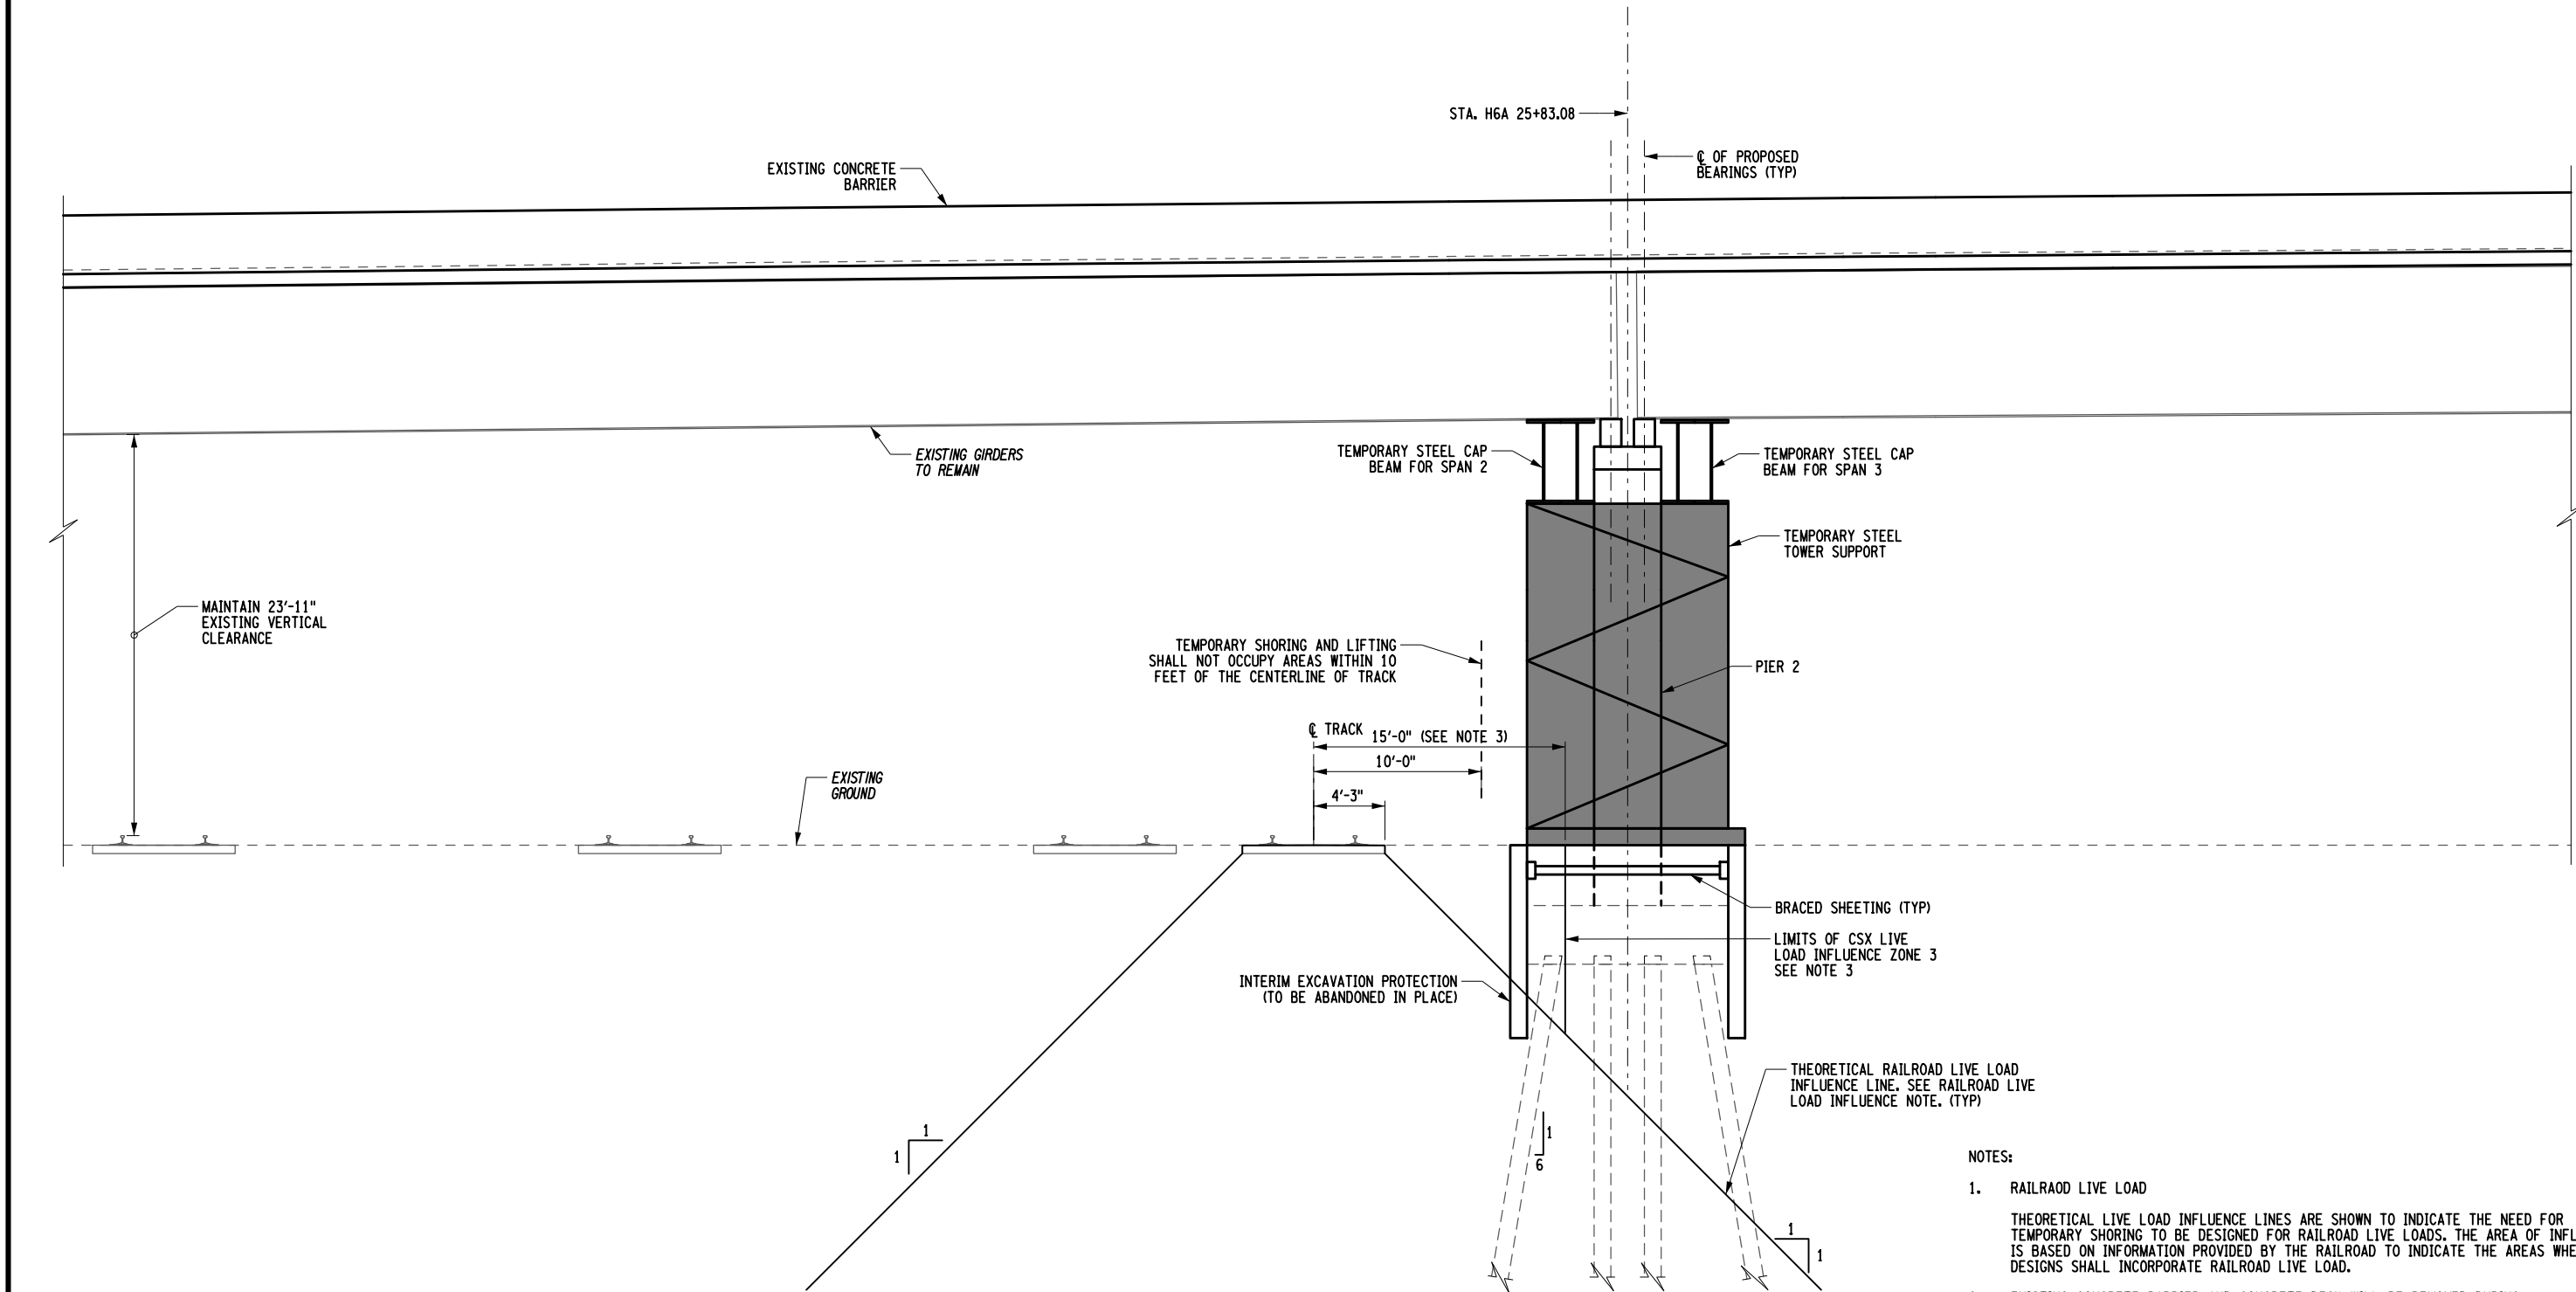 STA. H6A 25+83.08
℄ OF PROPOSED
BEARINGS (TYP)
EXISTING CONCRETE
BARRIER
EXISTING GIRDERS
TO REMAIN
TEMPORARY STEEL CAP
BEAM FOR SPAN 2
TEMPORARY STEEL CAP
BEAM FOR SPAN 3
TEMPORARY STEEL
TOWER SUPPORT
MAINTAIN 23'-11"
EXISTING VERTICAL
CLEARANCE
TEMPORARY SHORING AND LIFTING
SHALL NOT OCCUPY AREAS WITHIN 10
FEET OF THE CENTERLINE OF TRACK
PIER 2
℄ TRACK
15'-0" (SEE NOTE 3)
10'-0"
4'-3"
EXISTING
GROUND
BRACED SHEETING (TYP)
LIMITS OF CSX LIVE
LOAD INFLUENCE ZONE 3
SEE NOTE 3
INTERIM EXCAVATION PROTECTION
(TO BE ABANDONED IN PLACE)
THEORETICAL RAILROAD LIVE LOAD
INFLUENCE LINE. SEE RAILROAD LIVE
LOAD INFLUENCE NOTE. (TYP)
1
1
1
6
1
1
NOTES:
1. RAILRAOD LIVE LOAD
THEORETICAL LIVE LOAD INFLUENCE LINES ARE SHOWN TO INDICATE THE NEED FOR
TEMPORARY SHORING TO BE DESIGNED FOR RAILROAD LIVE LOADS. THE AREA OF INFL
IS BASED ON INFORMATION PROVIDED BY THE RAILROAD TO INDICATE THE AREAS WHE
DESIGNS SHALL INCORPORATE RAILROAD LIVE LOAD.